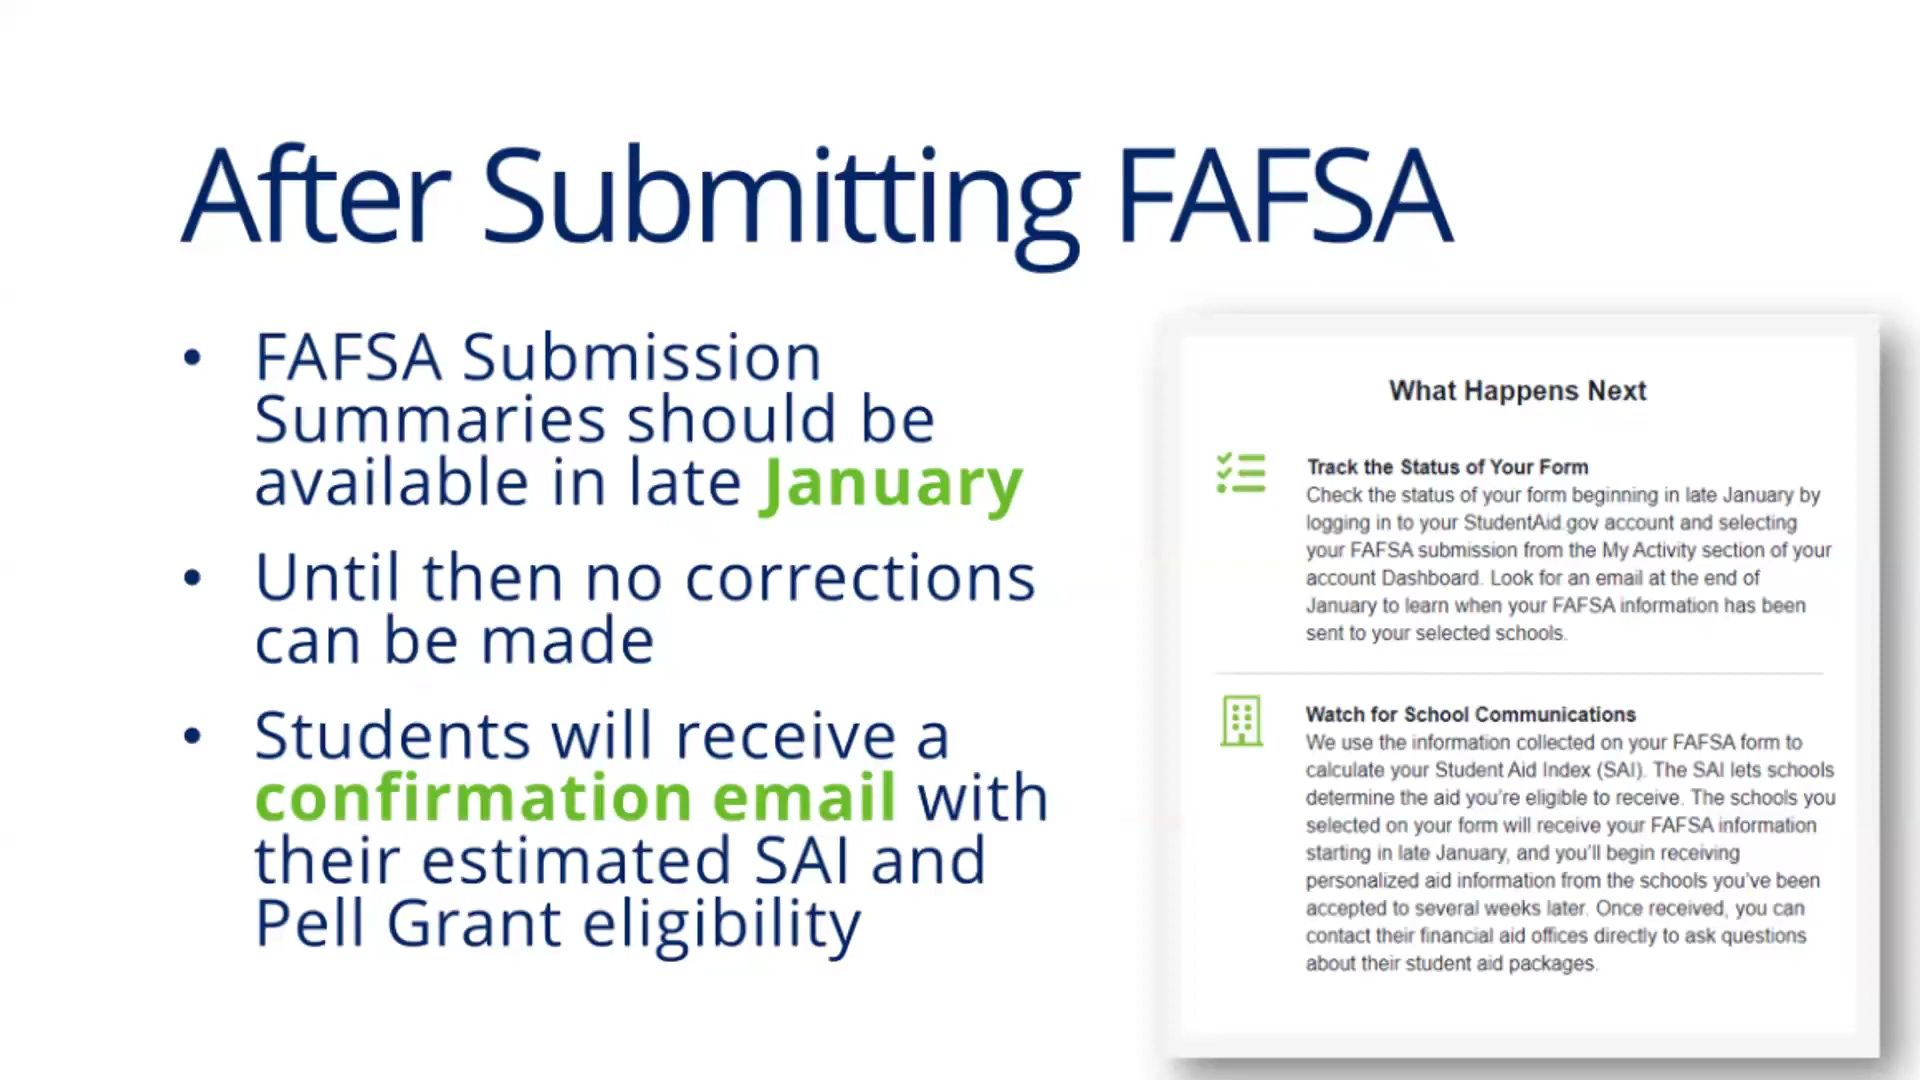 After Submitting FAFSA
• FAFSA Submission
Summaries should be
available in late January
• Until then no corrections
can be made
• Students will receive a
confirmation email with
their estimated SAI and
Pell Grant eligibility
What Happens Next
Track the Status of Your Form
Check the status of your form beginning in late January by
logging in to your StudentAid.gov account and selecting
your FAFSA submission from the My Activity section of your
account Dashboard. Look for an email at the end of
January to learn when your FAFSA information has been
sent to your selected schools.
Watch for School Communications
We use the information collected on your FAFSA form to
calculate your Student Aid Index (SAI). The SAI lets schools
determine the aid you're eligible to receive. The schools you
selected on your form will receive your FAFSA information
starting in late January, and you'll begin receiving
personalized aid information from the schools you've been
accepted to several weeks later. Once received, you can
contact their financial aid offices directly to ask questions
about their student aid packages.